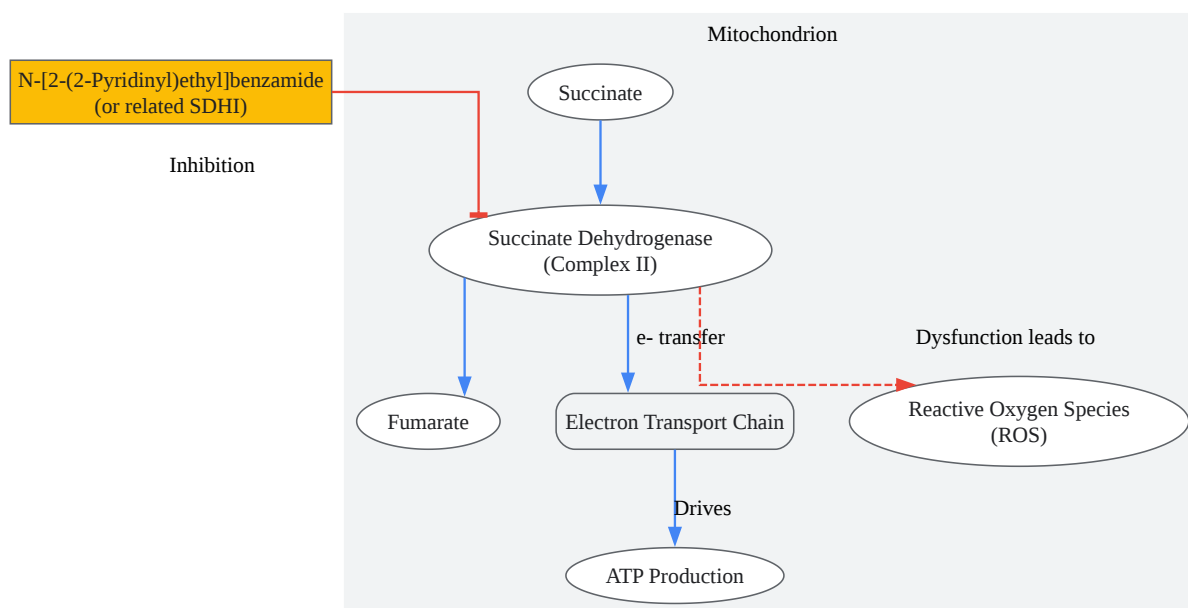 Mitochondrion
N-[2-(2-Pyridinyl)ethyl]benzamide
(or related SDHI)
Succinate
Inhibition
Succinate Dehydrogenase
(Complex II)
e- transfer
Dysfunction leads to
Fumarate
Electron Transport Chain
Reactive Oxygen Species
(ROS)
Drives
ATP Production